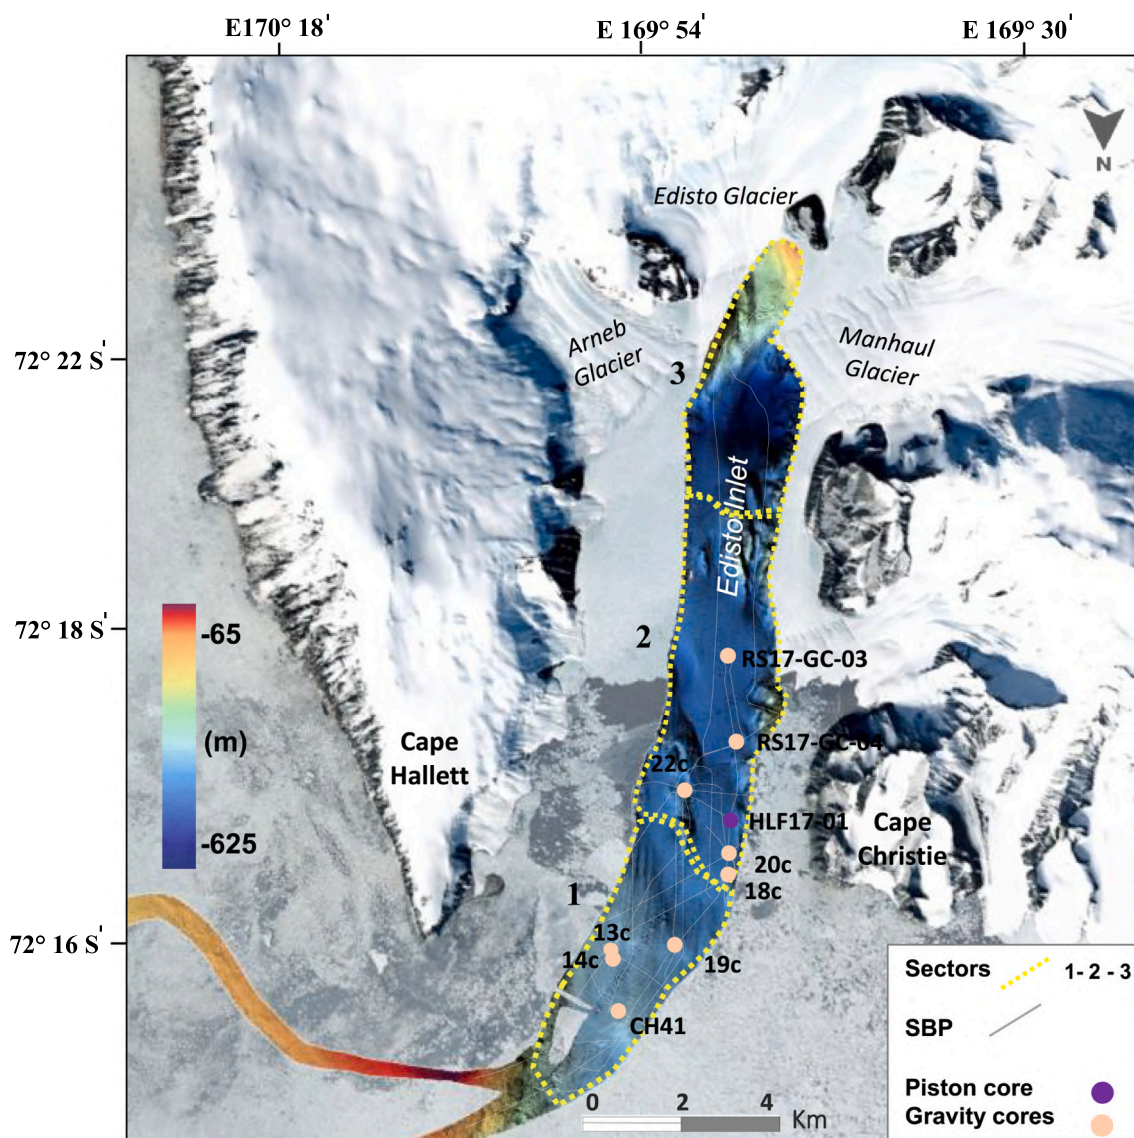 E170° 18'
E 169° 54'
E 169° 30'
N
Edisto Glacier
Arneb
Glacier
Manhaul
Glacier
72° 22 S'
3
Edisto Inlet
-65
72° 18 S'
2
RS17-GC-03
(m)
Cape
Hallett
RS17-GC-04
22c
HLF17-01
Cape
Christie
-625
20c
18c
1
72° 16 S'
13c
14c
19c
CH41
Sectors 1- 2 - 3
SBP
Piston core
Gravity cores
0 2 4 Km